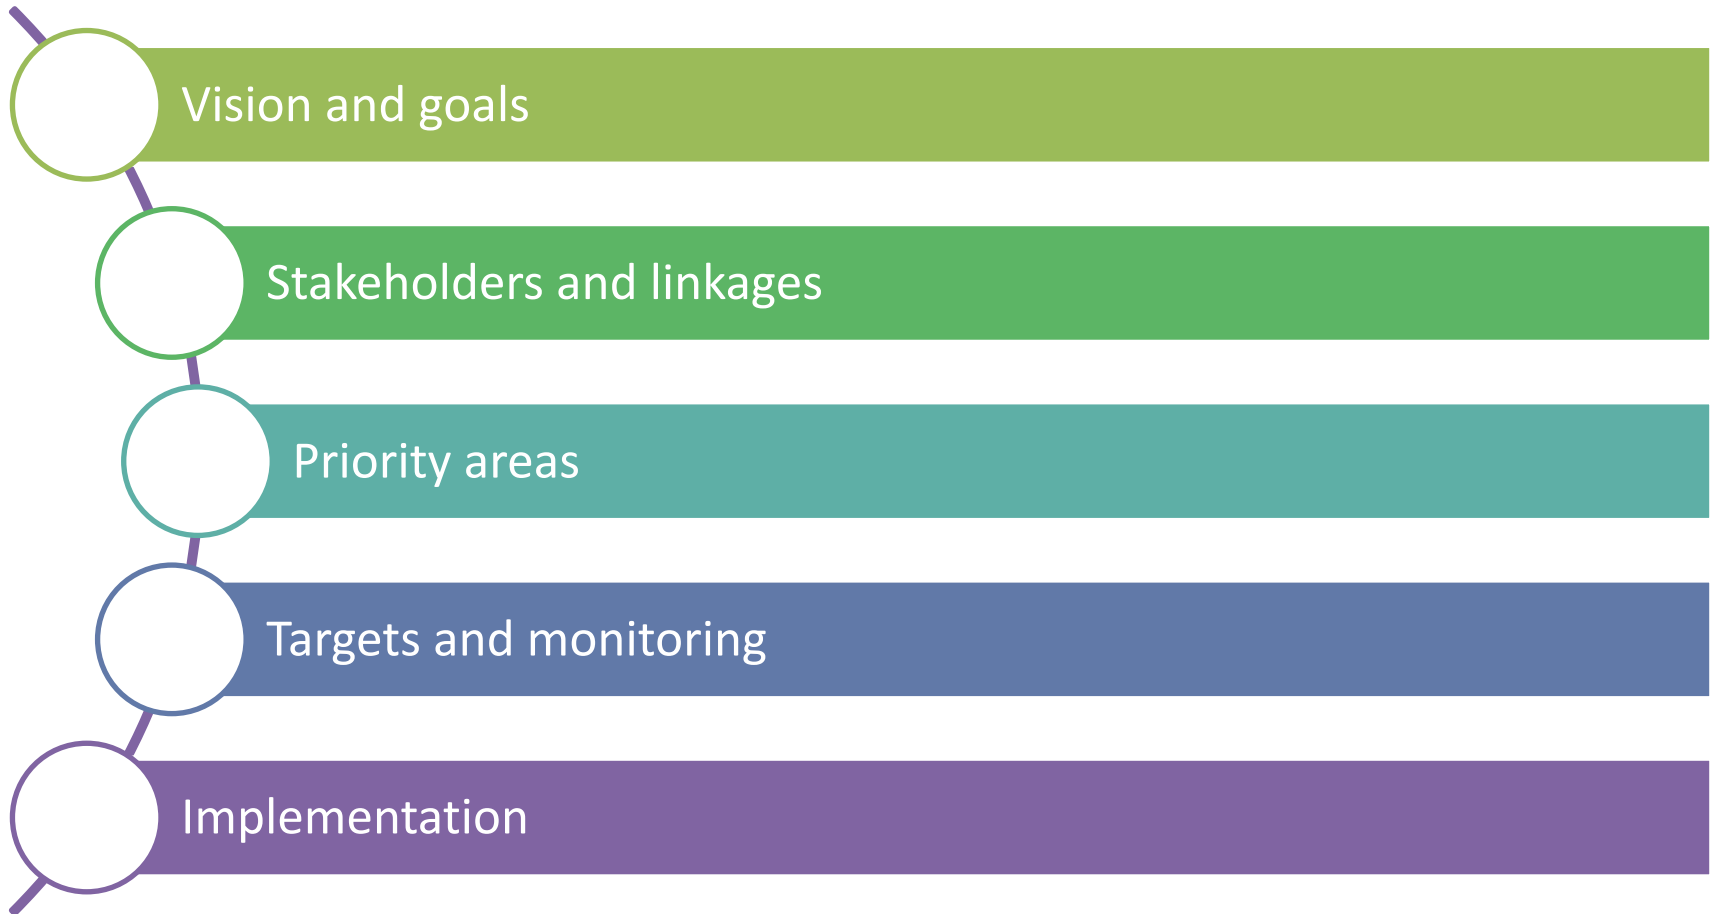 Vision and goals
Stakeholders and linkages
Priority areas
Targets and monitoring
Implementation